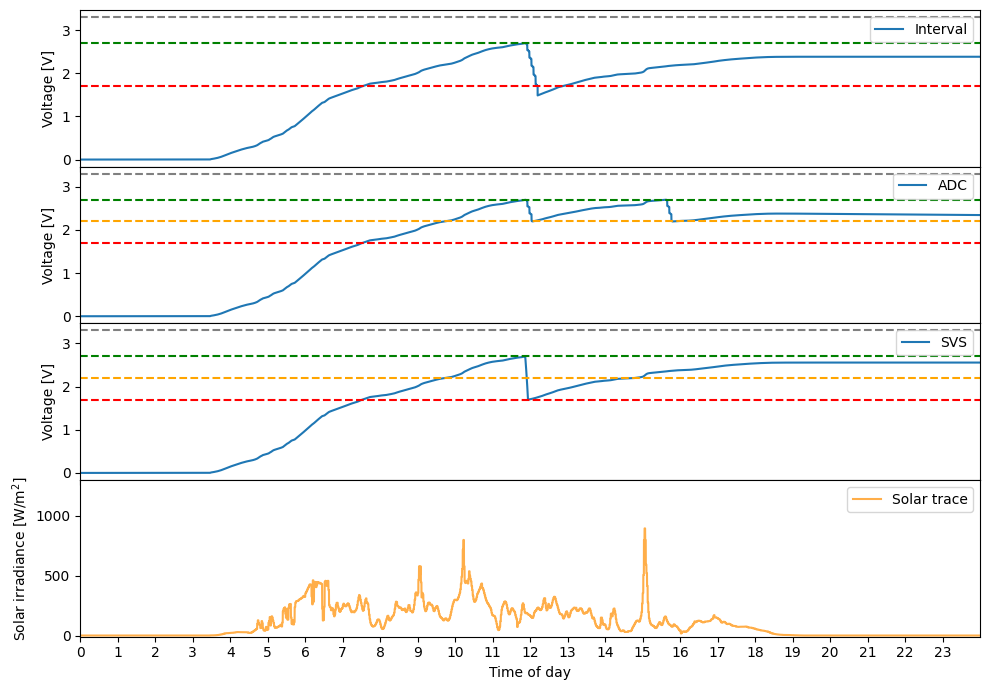 Voltage [V]
3
2
1
0
Interval
Voltage [V]
3
2
1
0
ADC
Voltage [V]
3
2
1
0
SVS
Solar irradiance [W/m²]
1000
500
0
Solar trace
0 1 2 3 4 5 6 7 8 9 10 11 12 13 14 15 16 17 18 19 20 21 22 23
Time of day